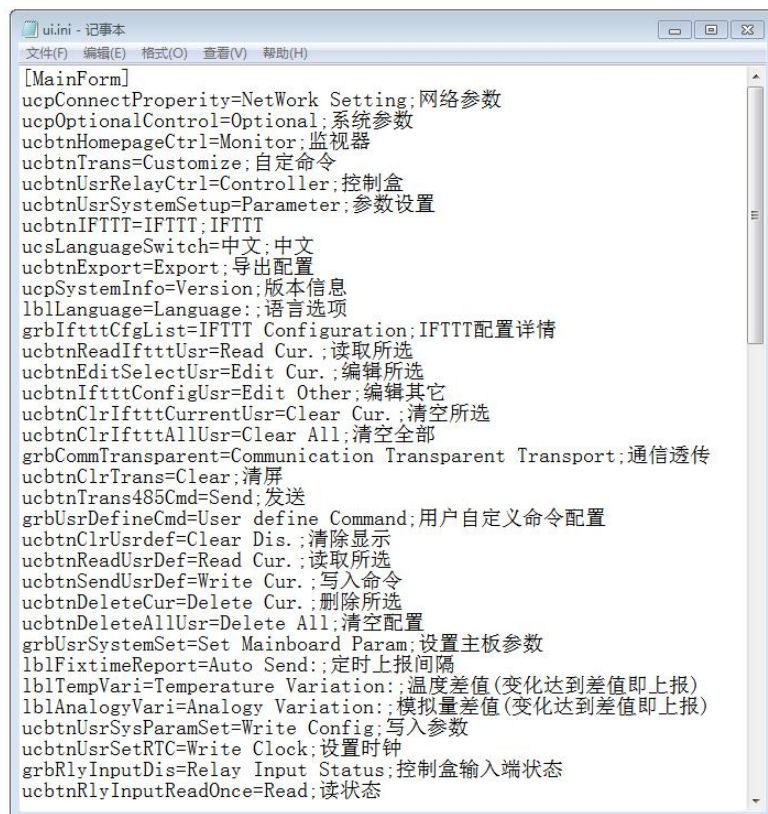 ui.ini - 记事本
文件(F) 编辑(E) 格式(O) 查看(V) 帮助(H)
[MainForm]
ucpConnectProperity=NetWork Setting;网络参数
ucpOptionalControl=Optional;系统参数
ucbtnHomepageCtrl=Monitor;监视器
ucbtnTrans=Customize;自定命令
ucbtnUsrRelayCtrl=Controller;控制盒
ucbtnUsrSystemSetup=Parameter;参数设置
ucbtnIFTTT=IFTTT;IFTTT
ucsLanguageSwitch=中文;中文
ucbtnExport=Export;导出配置
ucpSystemInfo=Version;版本信息
lblLanguage=Language:;语言选项
grbIftttCfgList=IFTTT Configuration;IFTTT配置详情
ucbtnReadIftttUsr=Read Cur.;读取所选
ucbtnEditSelectUsr=Edit Cur.;编辑所选
ucbtnIftttConfigUsr=Edit Other;编辑其它
ucbtnClrIftttCurrentUsr=Clear Cur.;清空所选
ucbtnClrIftttAllUsr=Clear All;清空全部
grbCommTransparent=Communication Transparent Transport;通信透传
ucbtnClrTrans=Clear;清屏
ucbtnTrans485Cmd=Send;发送
grbUsrDefineCmd=User define Command;用户自定义命令配置
ucbtnClrUsrdef=Clear Dis.;清除显示
ucbtnReadUsrDef=Read Cur.;读取所选
ucbtnSendUsrDef=Write Cur.;写入命令
ucbtnDeleteCur=Delete Cur.;删除所选
ucbtnDeleteAllUsr=Delete All;清空配置
grbUsrSystemSet=Set Mainboard Param;设置主板参数
lblFixtimeReport=Auto Send:;定时上报间隔
lblTempVari=Temperature Variation:;温度差值(变化达到差值即上报)
lblAnalogyVari=Analogy Variation:;模拟量差值(变化达到差值即上报)
ucbtnUsrSysParamSet=Write Config;写入参数
ucbtnUsrSetRTC=Write Clock;设置时钟
grbRlyInputDis=Relay Input Status;控制盒输入端状态
ucbtnRlyInputReadOnce=Read;读状态